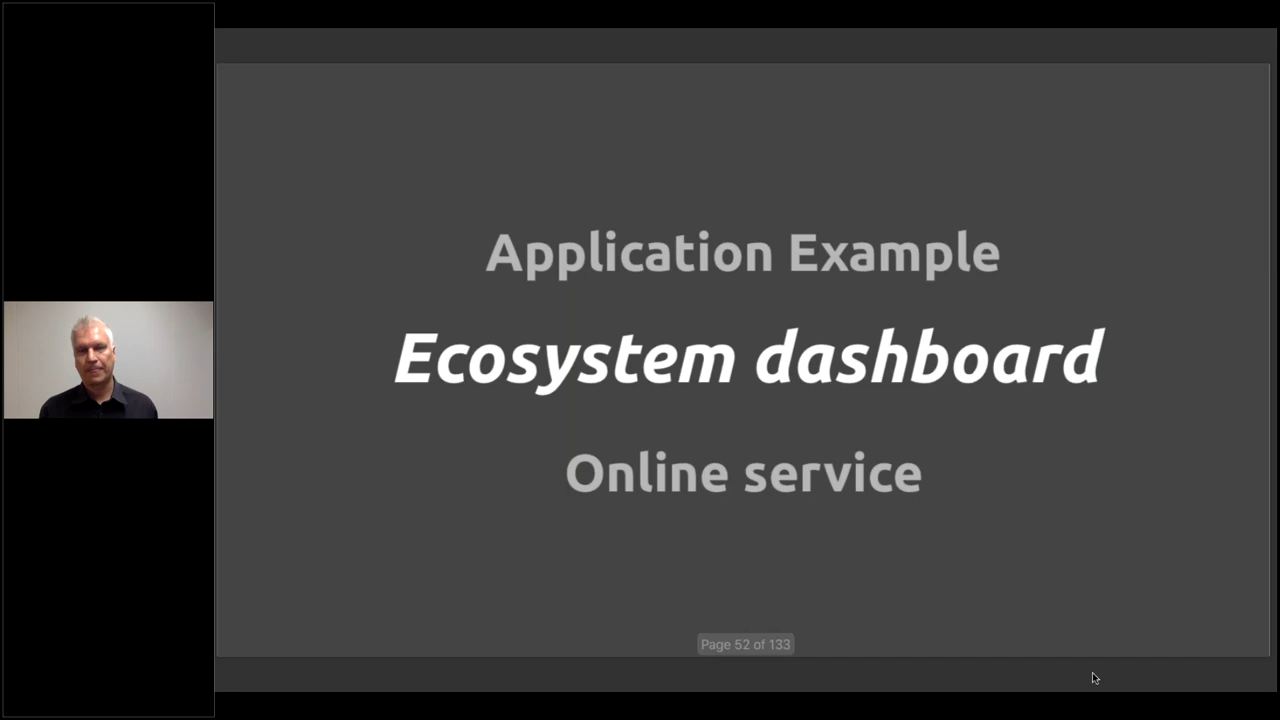 Application Example
Ecosystem dashboard
Online service
Page 52 of 133